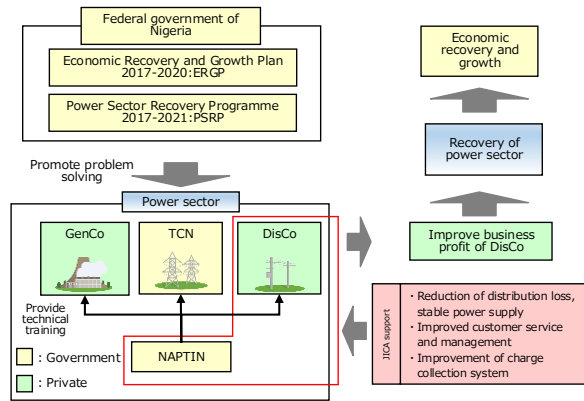 Federal government of
Nigeria
Economic Recovery and Growth Plan
2017-2020:ERGP
Power Sector Recovery Programme
2017-2021:PSRP
Promote problem
solving
Power sector
GenCo
TCN
DisCo
Provide
technical
training
NAPTIN
: Government
: Private
Economic
recovery and
growth
Recovery of
power sector
Improve business
profit of DisCo
JICA support
・Reduction of distribution loss,
stable power supply
・Improved customer service
and management
・Improvement of charge
collection system